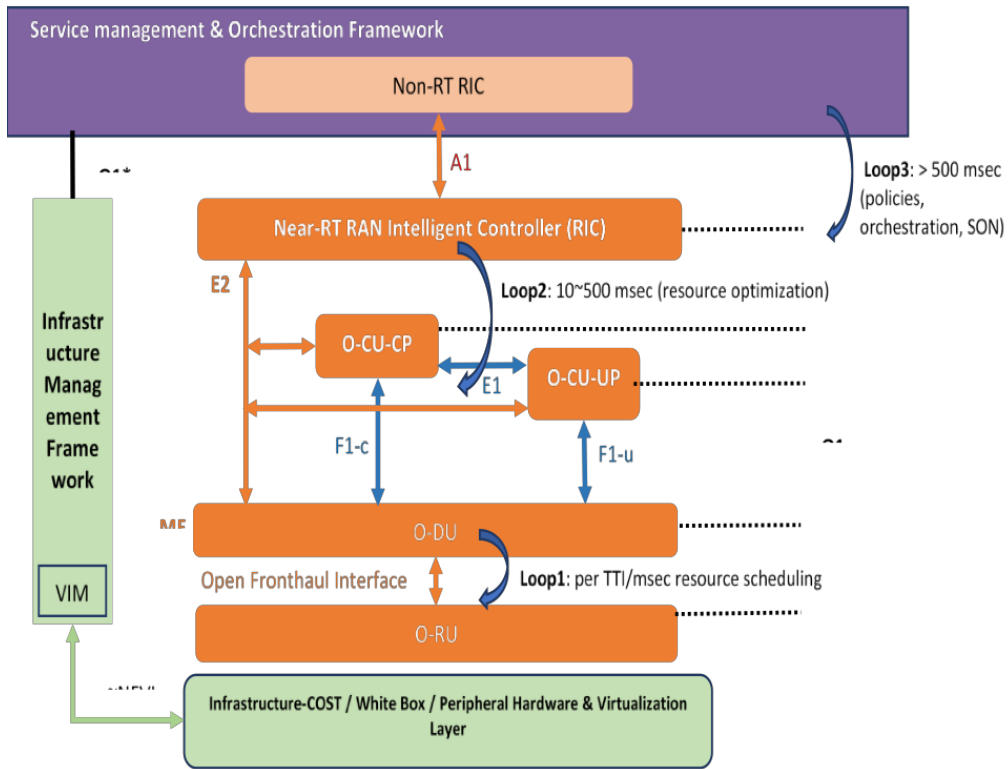 Service management & Orchestration Framework
Non-RT RIC
A1
Loop3: > 500 msec
(policies,
orchestration, SON)
Near-RT RAN Intelligent Controller (RIC)
E2
Loop2: 10~500 msec (resource optimization)
Infrastr
ucture
Manag
ement
Frame
work
O-CU-CP
O-CU-UP
E1
F1-c
F1-u
O-DU
Open Fronthaul Interface
Loop1: per TTI/msec resource scheduling
VIM
O-RU
Infrastructure-COST / White Box / Peripheral Hardware & Virtualization
Layer